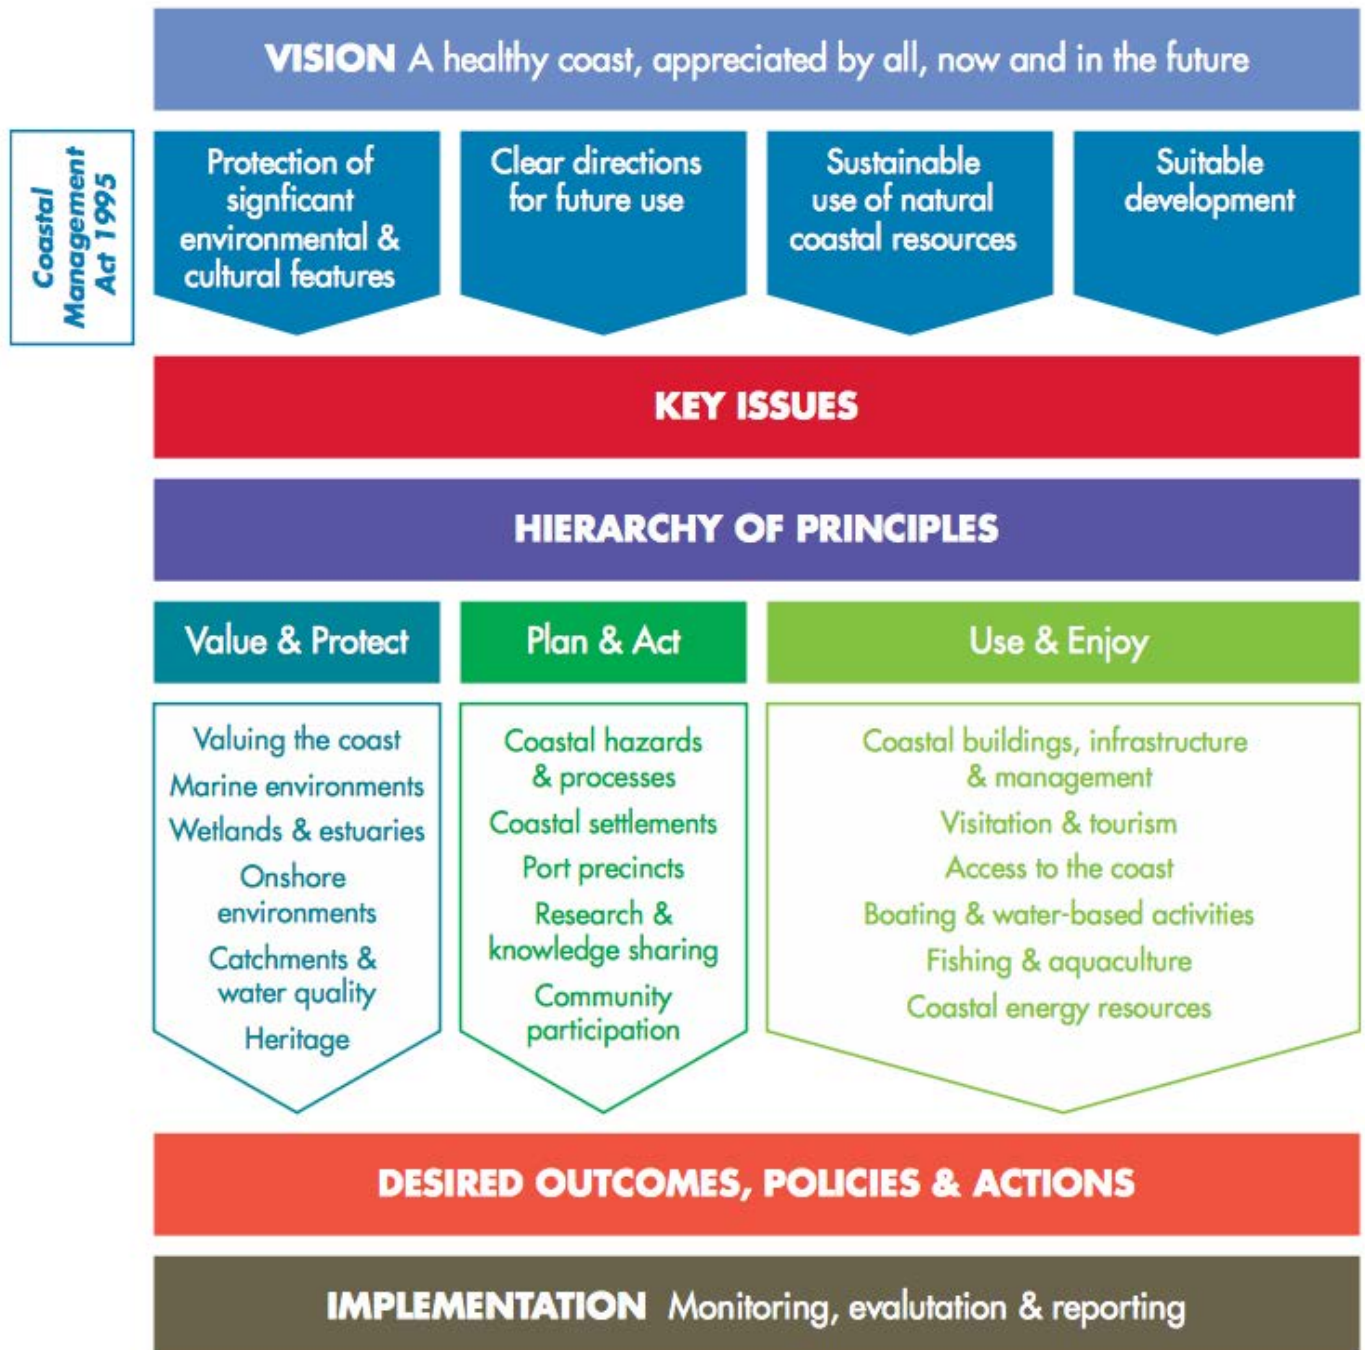 VISION A healthy coast, appreciated by all, now and in the future
Coastal
Management
Act 1995
Protection of
signficant
environmental &
cultural features
Clear directions
for future use
Sustainable
use of natural
coastal resources
Suitable
development
KEY ISSUES
HIERARCHY OF PRINCIPLES
Value & Protect
Valuing the coast
Marine environments
Wetlands & estuaries
Onshore
environments
Catchments &
water quality
Heritage
Plan & Act
Coastal hazards
& processes
Coastal settlements
Port precincts
Research &
knowledge sharing
Community
participation
Use & Enjoy
Coastal buildings, infrastructure
& management
Visitation & tourism
Access to the coast
Boating & water-based activities
Fishing & aquaculture
Coastal energy resources
DESIRED OUTCOMES, POLICIES & ACTIONS
IMPLEMENTATION Monitoring, evalutation & reporting